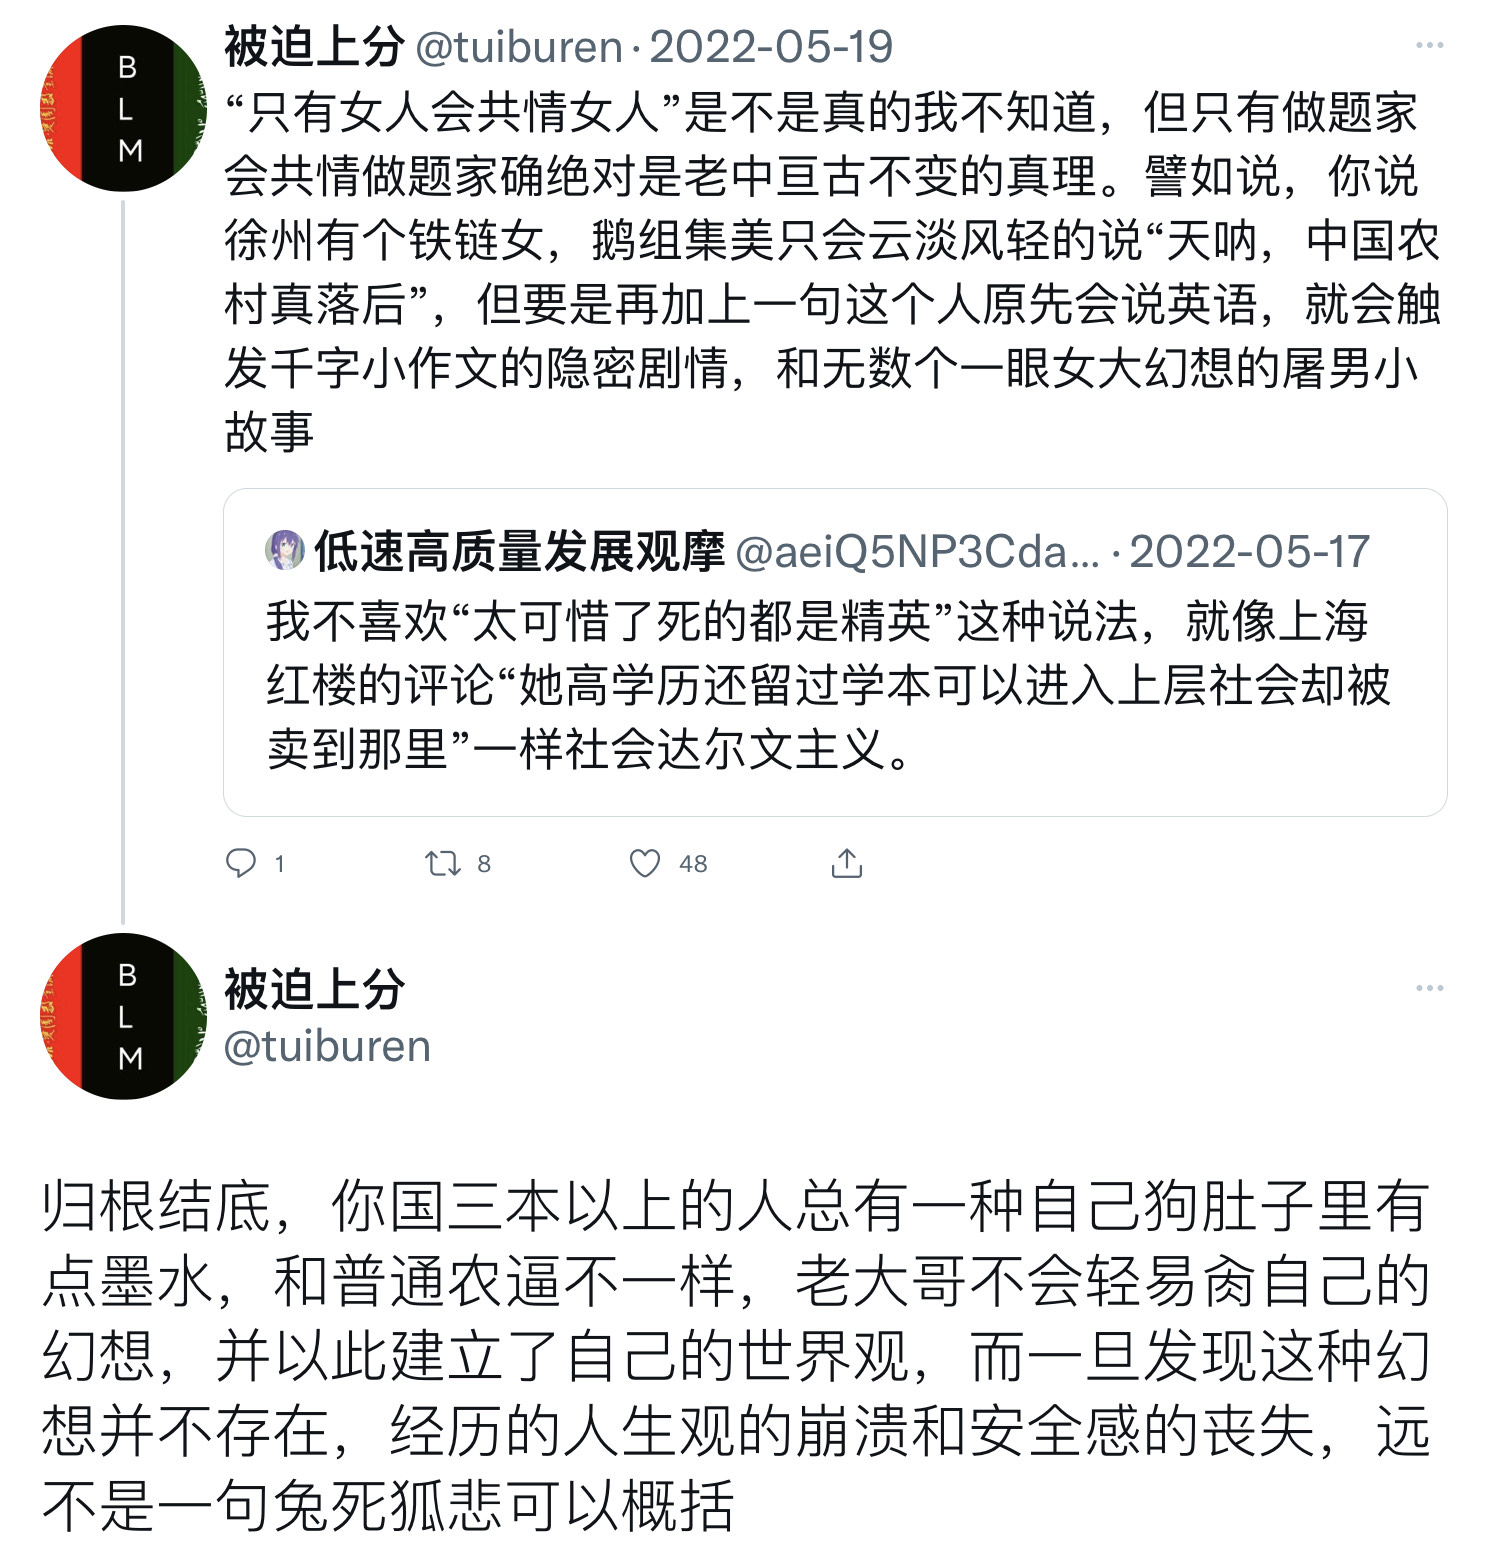 被迫上分 @tuiburen · 2022-05-19
B
L
M
“只有女人会共情女人”是不是真的我不知道，但只有做题家
会共情做题家确绝对是老中亘古不变的真理。譬如说，你说
徐州有个铁链女，鹅组集美只会云淡风轻的说“天呐，中国农
村真落后”，但要是再加上一句这个人原先会说英语，就会触
发千字小作文的隐密剧情，和无数个一眼女大幻想的屠男小
故事
低速高质量发展观摩 @aeiQ5NP3Cda... · 2022-05-17
我不喜欢“太可惜了死的都是精英”这种说法，就像上海
红楼的评论“她高学历还留过学本可以进入上层社会却被
卖到那里”一样社会达尔文主义。
1 8 48
B
L
M
被迫上分
@tuiburen
归根结底，你国三本以上的人总有一种自己狗肚子里有
点墨水，和普通农逼不一样，老大哥不会轻易肏自己的
幻想，并以此建立了自己的世界观，而一旦发现这种幻
想并不存在，经历的人生观的崩溃和安全感的丧失，远
不是一句兔死狐悲可以概括